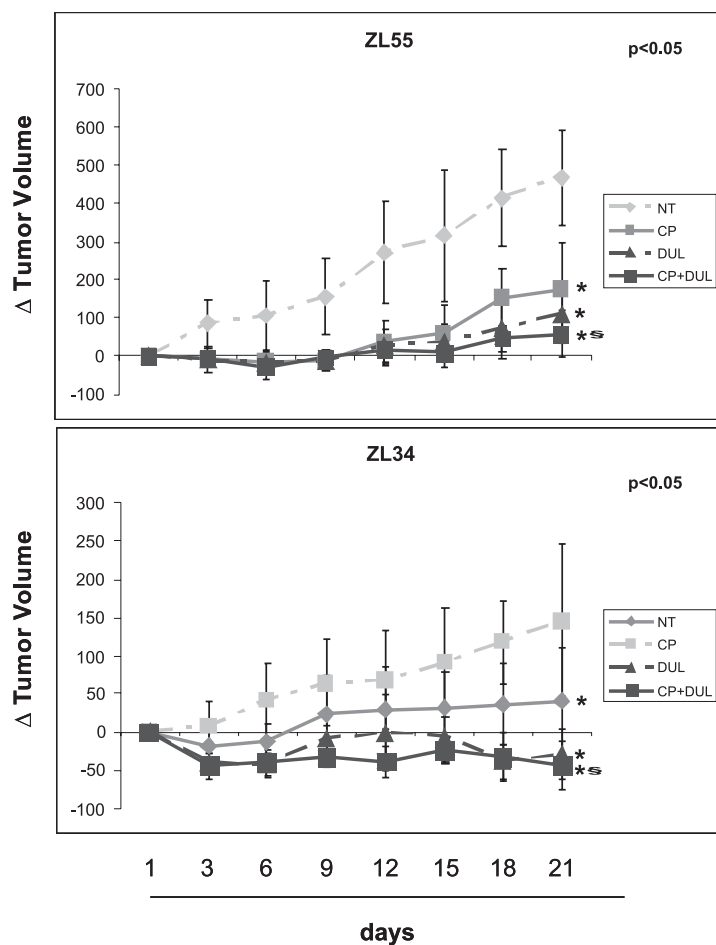 ZL55
p<0.05
Δ Tumor Volume
700
600
500
400
300
200
100
0
-100
NT
CP
DUL
CP+DUL
*
*
*§
ZL34
p<0.05
Δ Tumor Volume
300
250
200
150
100
50
0
-50
-100
NT
CP
DUL
CP+DUL
*
*
*§
1 3 6 9 12 15 18 21
days